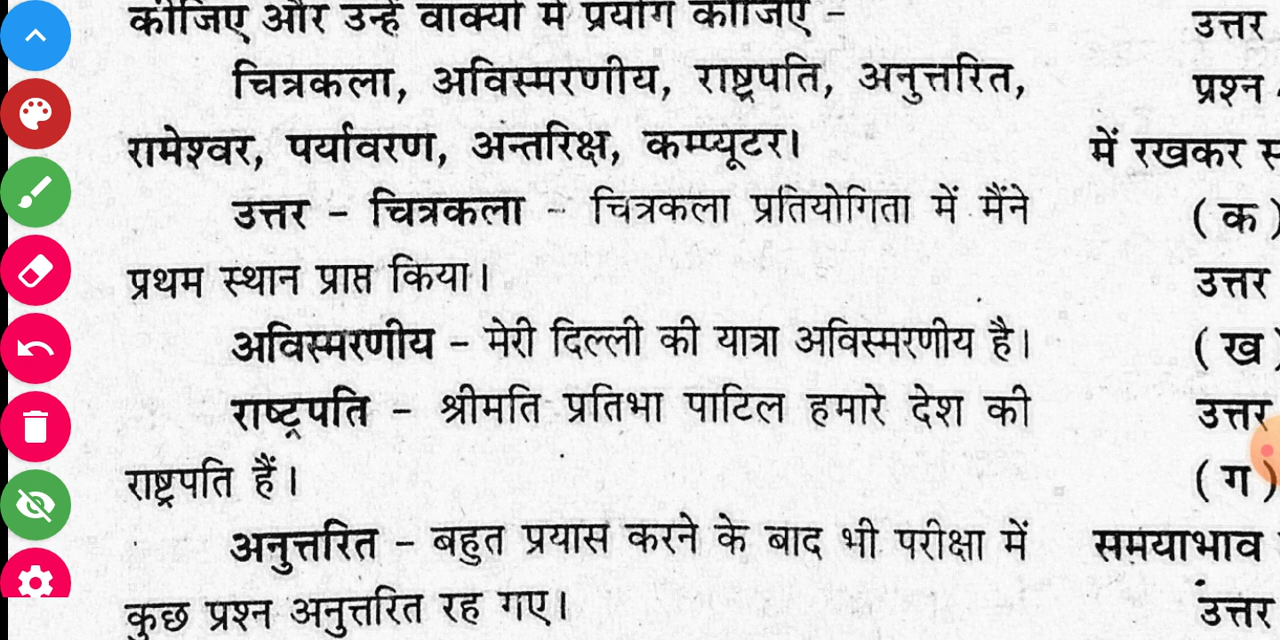 कीजिए और उन्हें वाक्यों में प्रयोग कीजिए -
चित्रकला, अविस्मरणीय, राष्ट्रपति, अनुत्तरित,
रामेश्वर, पर्यावरण, अन्तरिक्ष, कम्प्यूटर।
उत्तर - चित्रकला - चित्रकला प्रतियोगिता में मैंने
प्रथम स्थान प्राप्त किया।
अविस्मरणीय - मेरी दिल्ली की यात्रा अविस्मरणीय है।
राष्ट्रपति - श्रीमति प्रतिभा पाटिल हमारे देश की
राष्ट्रपति हैं।
अनुत्तरित - बहुत प्रयास करने के बाद भी परीक्षा में
कुछ प्रश्न अनुत्तरित रह गए।
उत्तर
प्रश्न
में रखकर
( क )
उत्तर
( ख )
उत्तर
( ग )
समयाभाव
उत्तर